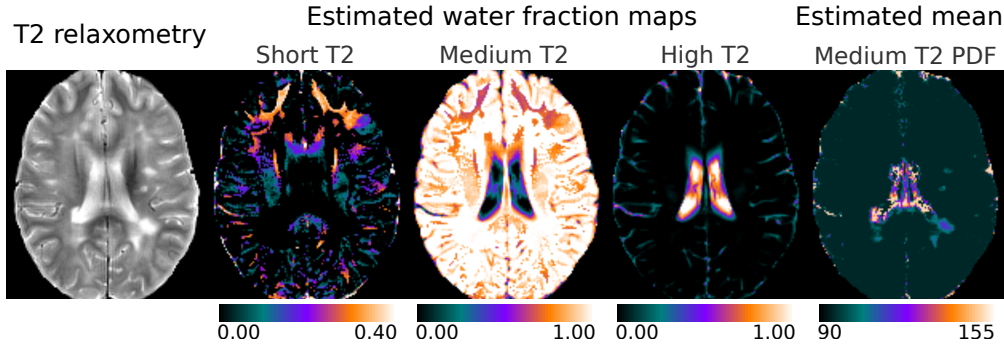 Estimated water fraction maps
Estimated mean
T2 relaxometry
Short T2
Medium T2
High T2
Medium T2 PDF
0.00 0.40
0.00 1.00
0.00 1.00
90 155